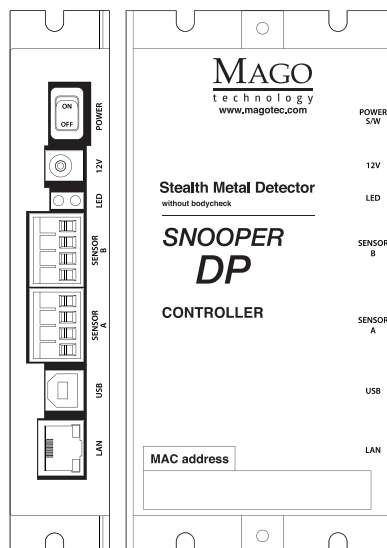 ON
OFF
POWER
12V
LED
SENSOR
B
SENSOR
A
USB
LAN
MAGO
technology
www.magotec.com
Stealth Metal Detector
without bodycheck
SNOOPER
DP
CONTROLLER
MAC address
POWER
S/W
12V
LED
SENSOR
B
SENSOR
A
USB
LAN